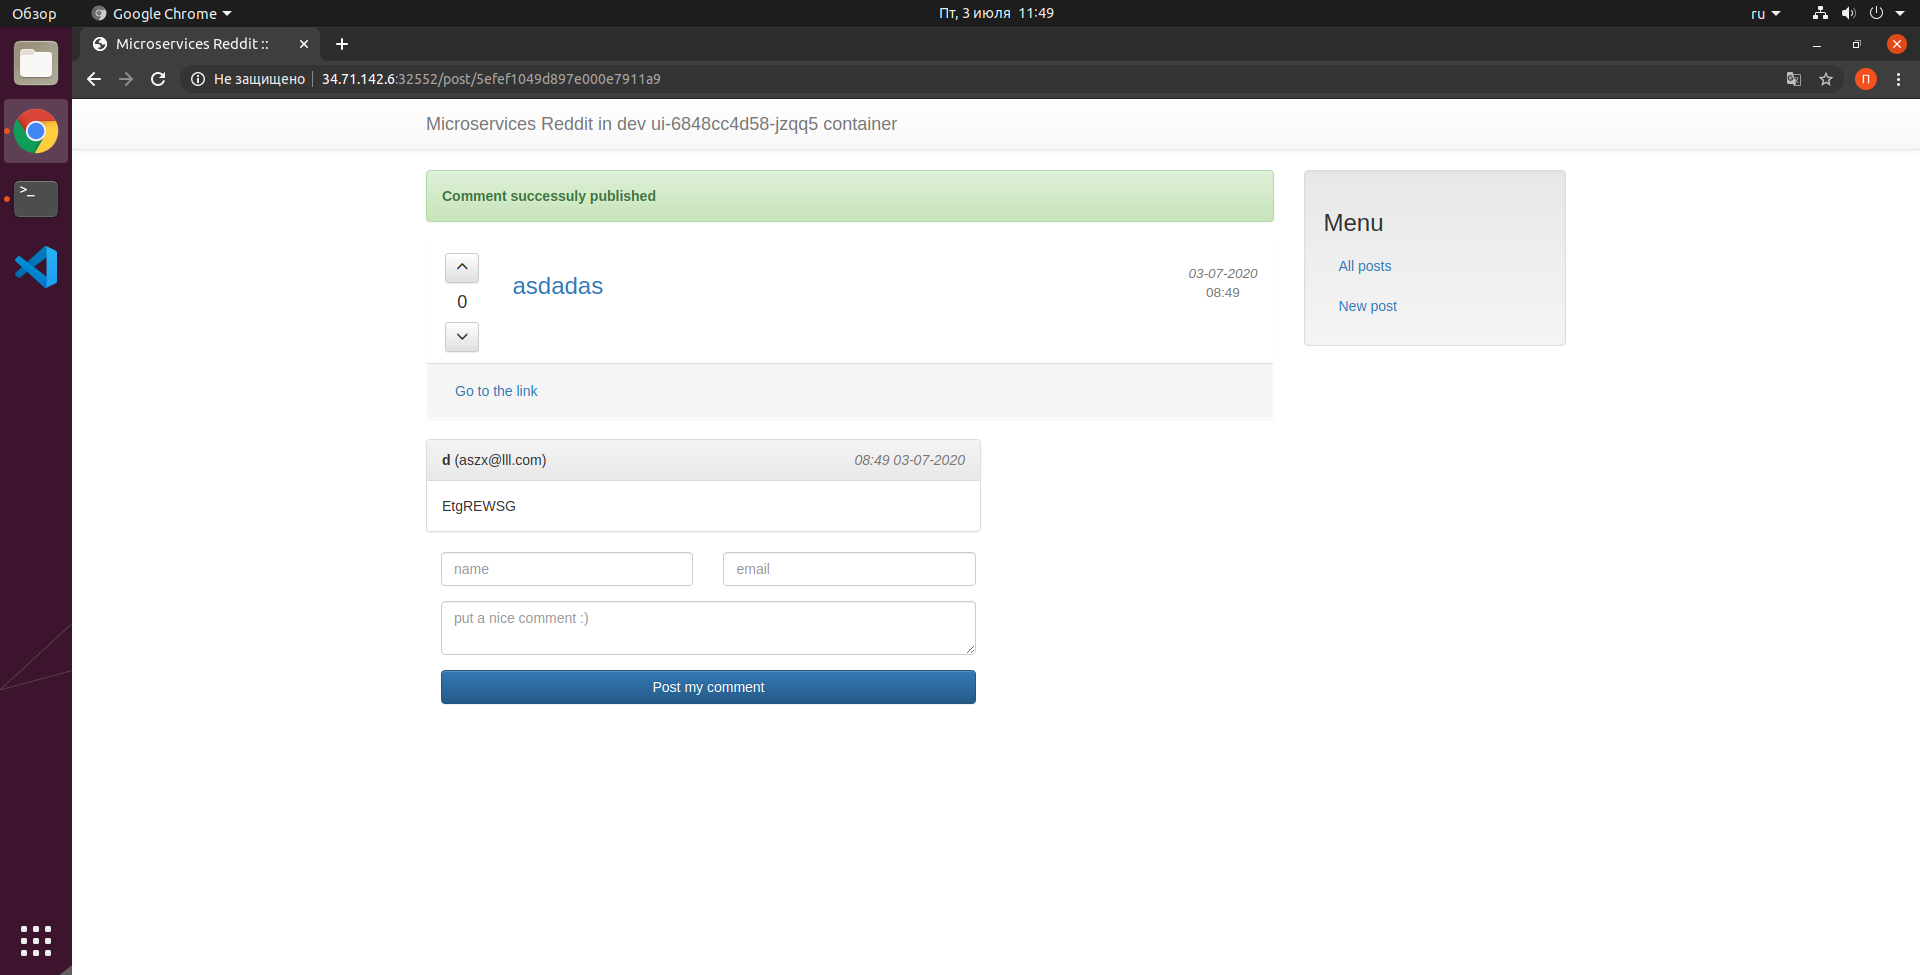 Обзор
Google Chrome
Пт, 3 июля 11:49
ru
Microservices Reddit ::
Не защищено
34.71.142.6:32552/post/5efef1049d897e000e7911a9
П
Microservices Reddit in dev ui-6848cc4d58-jzqq5 container
Comment successuly published
Menu
All posts
New post
0
asdadas
03-07-2020
08:49
Go to the link
d (aszx@lll.com)
08:49 03-07-2020
EtgREWSG
name
email
put a nice comment :)
Post my comment